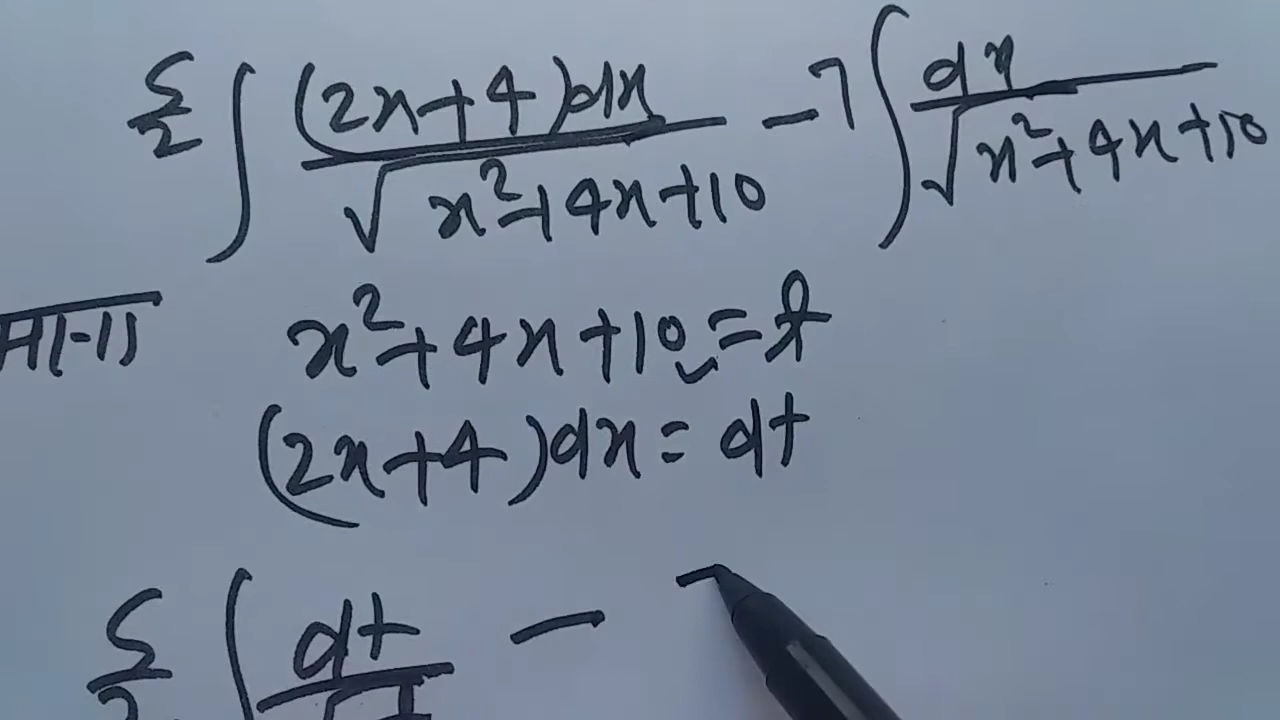 5/2 ∫ (2x+4)dx / √x²+4x+10 - 7 ∫ dx / √x²+4x+10
माना x²+4x+10 = t
(2x+4)dx = dt
5/2 ∫ dt / √t -